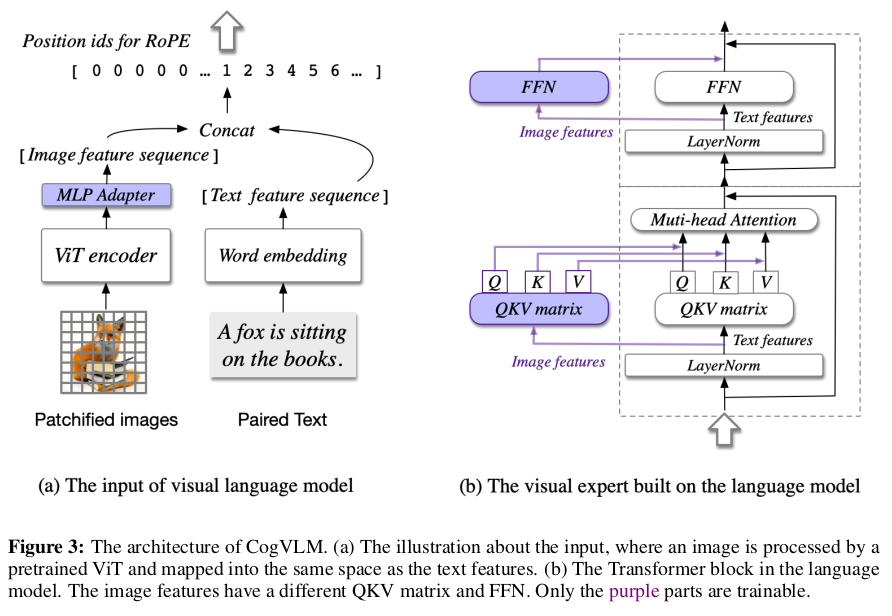 Position ids for RoPE
[ 0 0 0 0 0 … 1 2 3 4 5 6 … ]
Concat
[Image feature sequence]
MLP Adapter
[Text feature sequence]
ViT encoder
Word embedding
A fox is sitting
on the books.
Patchified images
Paired Text
(a) The input of visual language model
FFN
FFN
Image features
Text features
LayerNorm
Muti-head Attention
Q K V
Q K V
QKV matrix
QKV matrix
Image features
Text features
LayerNorm
(b) The visual expert built on the language model
Figure 3: The architecture of CogVLM. (a) The illustration about the input, where an image is processed by a
pretrained ViT and mapped into the same space as the text features. (b) The Transformer block in the language
model. The image features have a different QKV matrix and FFN. Only the purple parts are trainable.